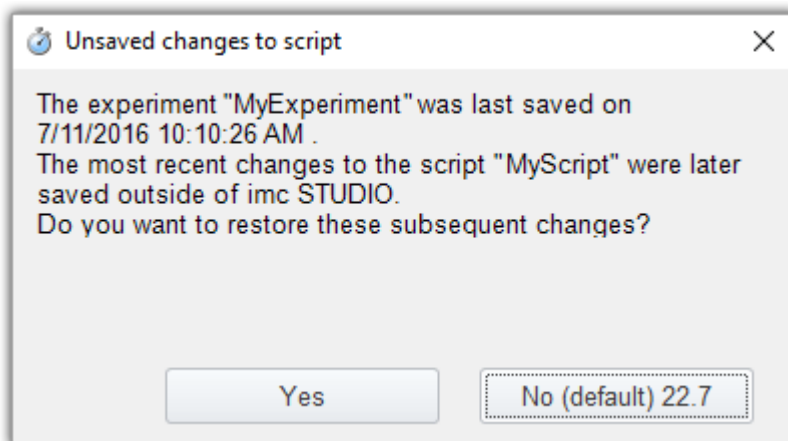 Unsaved changes to script
The experiment "MyExperiment" was last saved on
7/11/2016 10:10:26 AM .
The most recent changes to the script "MyScript" were later
saved outside of imc STUDIO.
Do you want to restore these subsequent changes?
Yes
No (default) 22.7